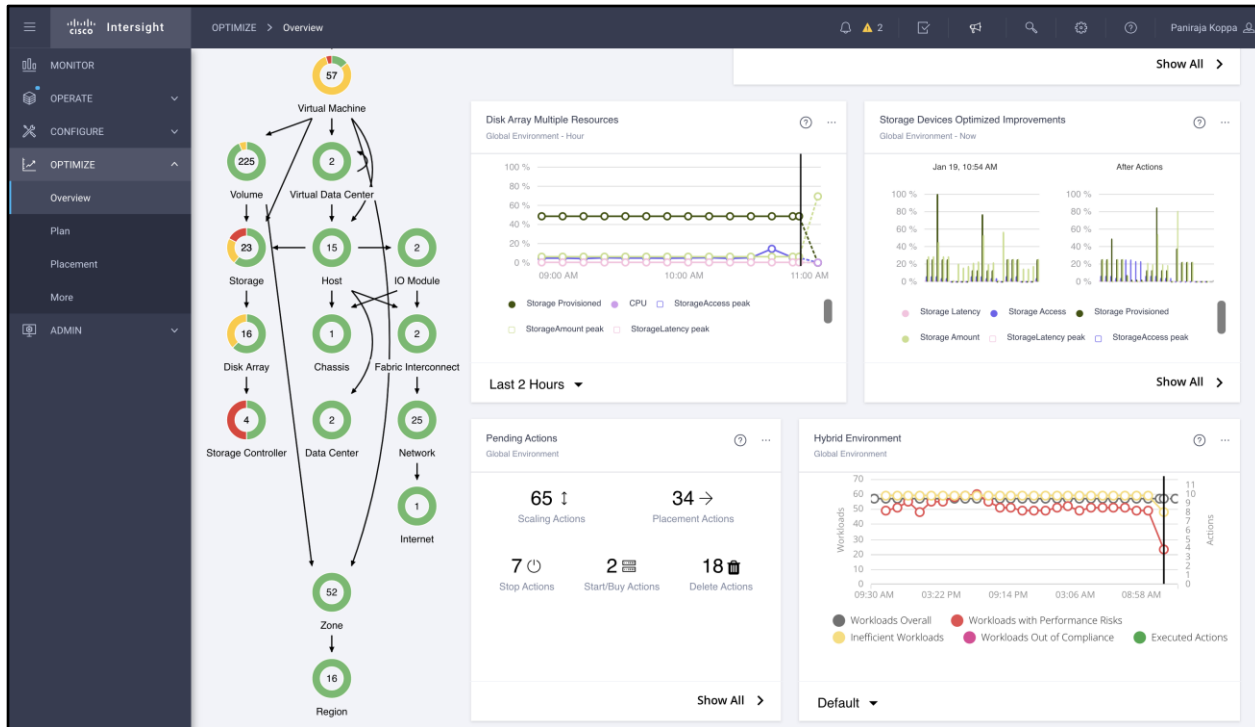 CISCO Intersight
OPTIMIZE > Overview
2
Paniraja Koppa
MONITOR
OPERATE
CONFIGURE
OPTIMIZE
Overview
Plan
Placement
More
ADMIN
57
Virtual Machine
225
2
Volume
Virtual Data Center
23
15
2
Storage
Host
IO Module
16
1
2
Disk Array
Chassis
Fabric Interconnect
4
2
25
Storage Controller
Data Center
Network
1
Internet
52
Zone
16
Region
Show All >
Disk Array Multiple Resources
Global Environment - Hour
100 %
80 %
60 %
40 %
20 %
0 %
09:00 AM 10:00 AM 11:00 AM
Storage Provisioned CPU StorageAccess peak
StorageAmount peak StorageLatency peak
Last 2 Hours
Storage Devices Optimized Improvements
Global Environment - Now
Jan 19, 10:54 AM After Actions
100 % 100 %
80 % 80 %
60 % 60 %
40 % 40 %
20 % 20 %
0 % 0 %
Storage Latency Storage Access Storage Provisioned
Storage Amount StorageLatency peak StorageAccess peak
Show All >
Pending Actions
Global Environment
65
34
Scaling Actions
Placement Actions
7
2
18
Stop Actions
Start/Buy Actions
Delete Actions
Show All >
Hybrid Environment
Global Environment
Workloads
70
60
50
40
30
20
10
0
11
10
9
8
7
6
5
4
3
2
1
0
Actions
09:30 AM 03:22 PM 09:14 PM 03:06 AM 08:58 AM
Workloads Overall Workloads with Performance Risks
Inefficient Workloads Workloads Out of Compliance Executed Actions
Default